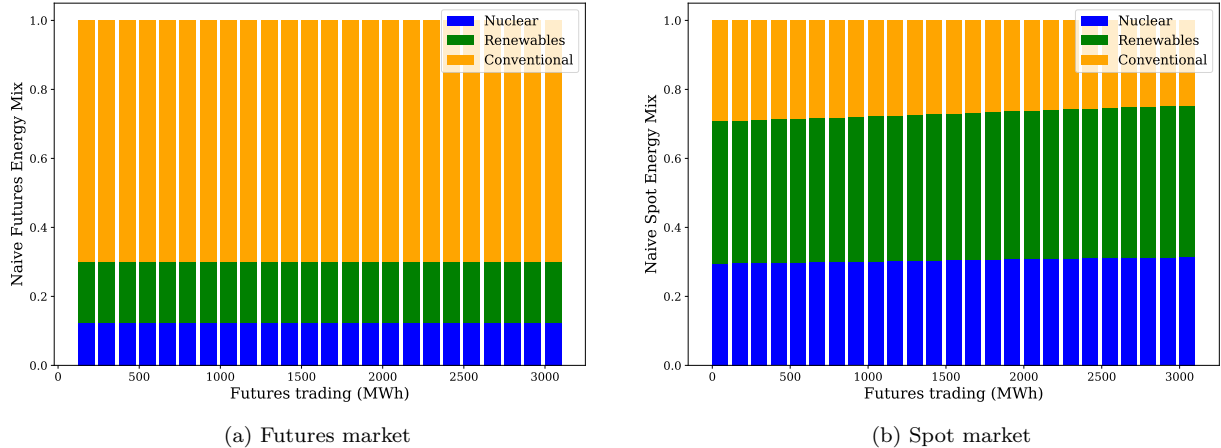 Naive Futures Energy Mix
1.0
0.8
0.6
0.4
0.2
0.0
Nuclear
Renewables
Conventional
0
500
1000
1500
2000
2500
3000
Futures trading (MWh)
(a) Futures market
Naive Spot Energy Mix
1.0
0.8
0.6
0.4
0.2
0.0
Nuclear
Renewables
Conventional
0
500
1000
1500
2000
2500
3000
Futures trading (MWh)
(b) Spot market